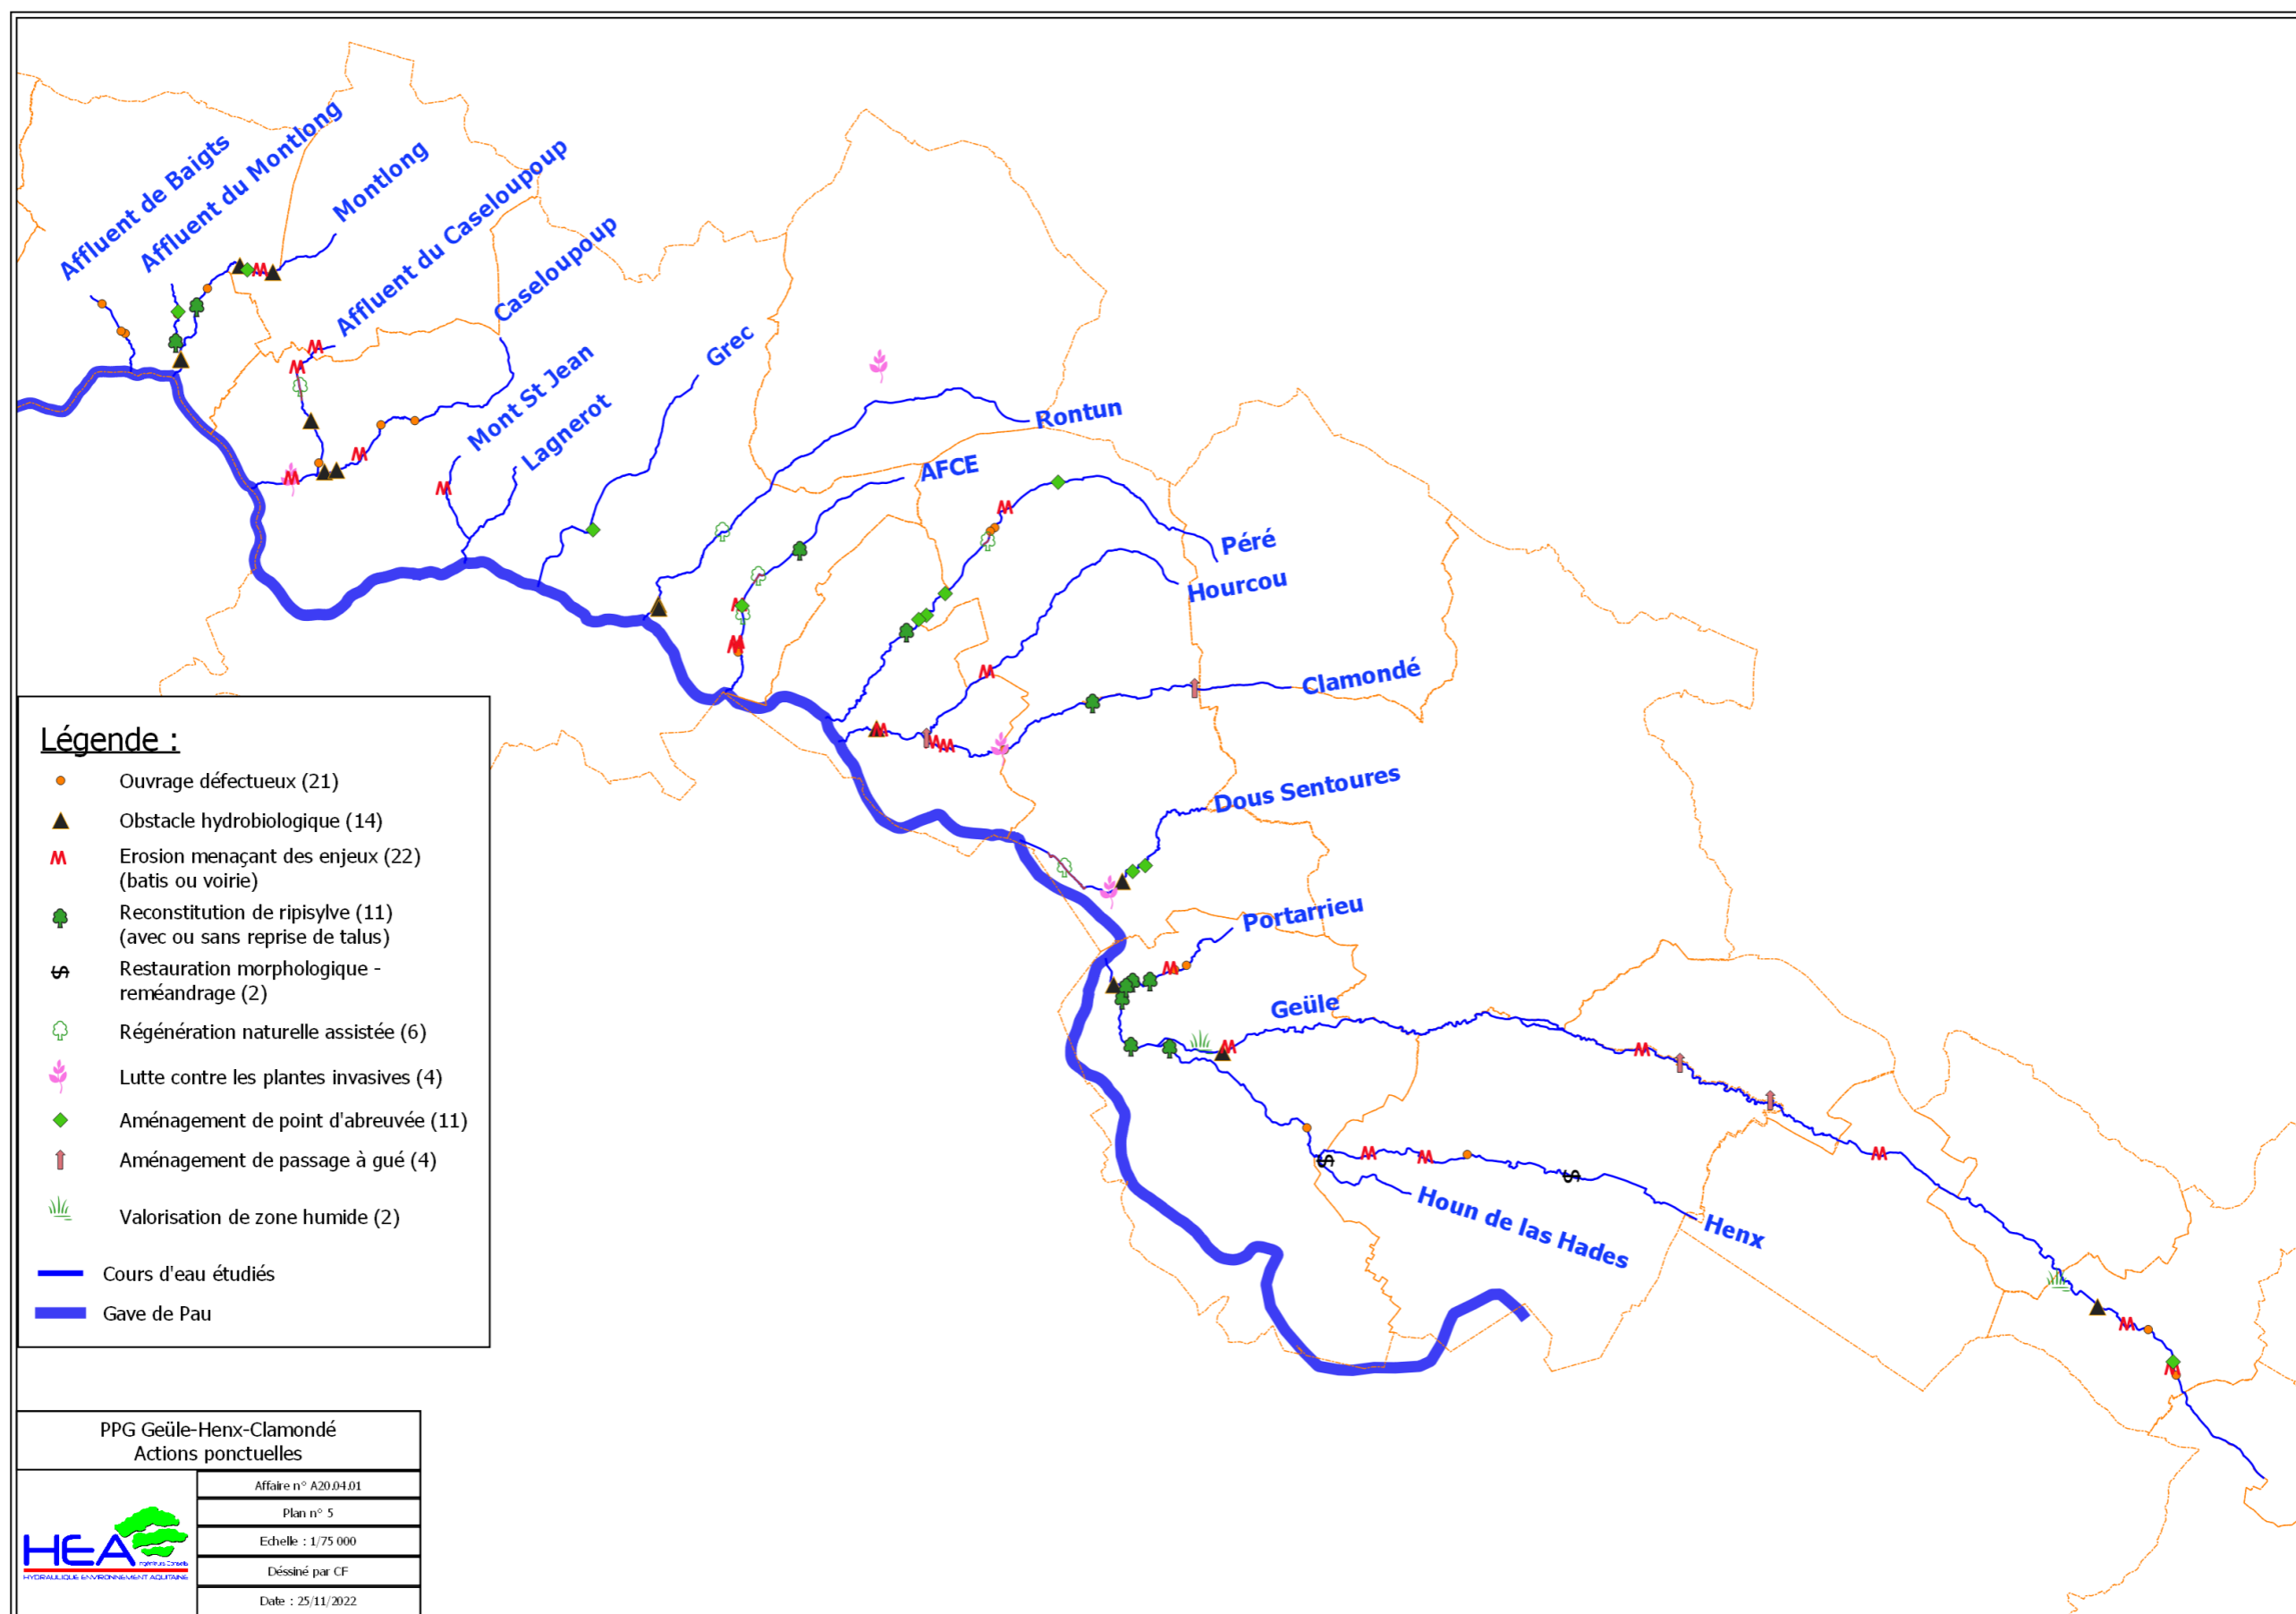 Affluent de Baigts
Affluent du Montlong
Montlong
Affluent du Caseloupoup
Caseloupoup
Mont St Jean
Lagnerot
Grec
Rontun
AFCE
Péré
Hourcou
Clamondé
Dous Sentoures
Portarrieu
Geüle
Houn de las Hades
Henx
Légende :
Ouvrage défectueux (21)
Obstacle hydrobiologique (14)
Erosion menaçant des enjeux (22)
(batis ou voirie)
Reconstitution de ripisylve (11)
(avec ou sans reprise de talus)
Restauration morphologique -
reméandrage (2)
Régénération naturelle assistée (6)
Lutte contre les plantes invasives (4)
Aménagement de point d'abreuvée (11)
Aménagement de passage à gué (4)
Valorisation de zone humide (2)
Cours d'eau étudiés
Gave de Pau
PPG Geüle-Henx-Clamondé
Actions ponctuelles
Affaire n° A20.04.01
Plan n° 5
Echelle : 1/75 000
Déssiné par CF
Date : 25/11/2022
HEA
Ingénieurs Conseils
HYDRAULIQUE ENVIRONNEMENT AQUITAINE